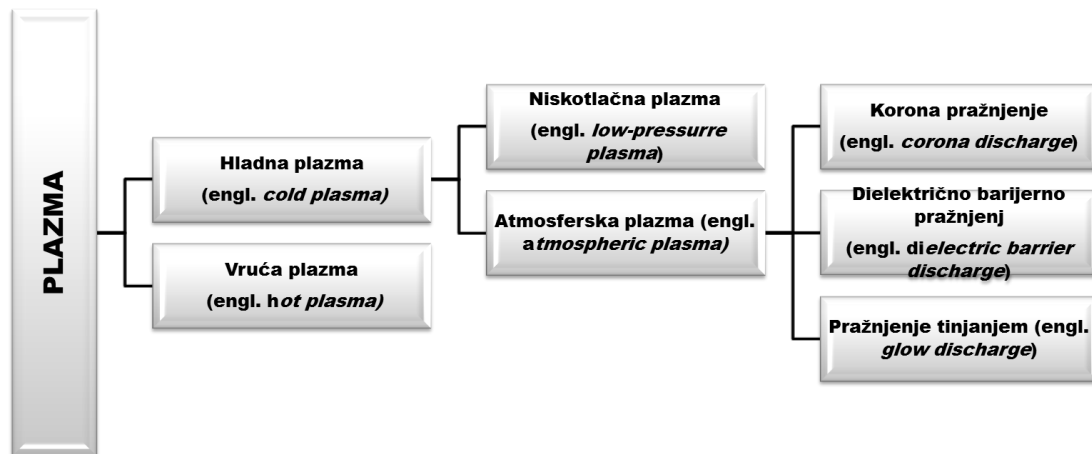 PLAZMA
Hladna plazma
(engl. cold plasma)
Vruća plazma
(engl. hot plasma)
Niskotlačna plazma
(engl. low-pressurre
plasma)
Atmosferska plazma (engl.
atmospheric plasma)
Korona pražnjenje
(engl. corona discharge)
Dielektrično barijerno
pražnjenj
(engl. dielectric barrier
discharge)
Pražnjenje tinjanjem (engl.
glow discharge)